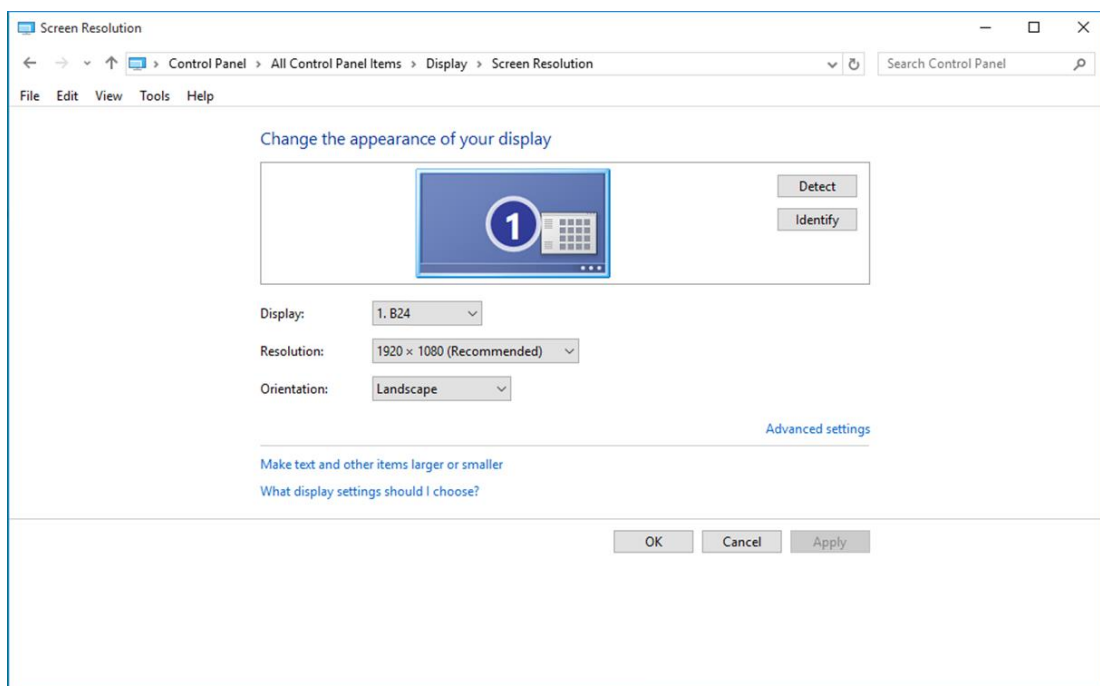 Screen Resolution
Control Panel > All Control Panel Items > Display > Screen Resolution
Search Control Panel
File Edit View Tools Help
Change the appearance of your display
1
Detect
Identify
Display: 1. B24
Resolution: 1920 × 1080 (Recommended)
Orientation: Landscape
Advanced settings
Make text and other items larger or smaller
What display settings should I choose?
OK Cancel Apply